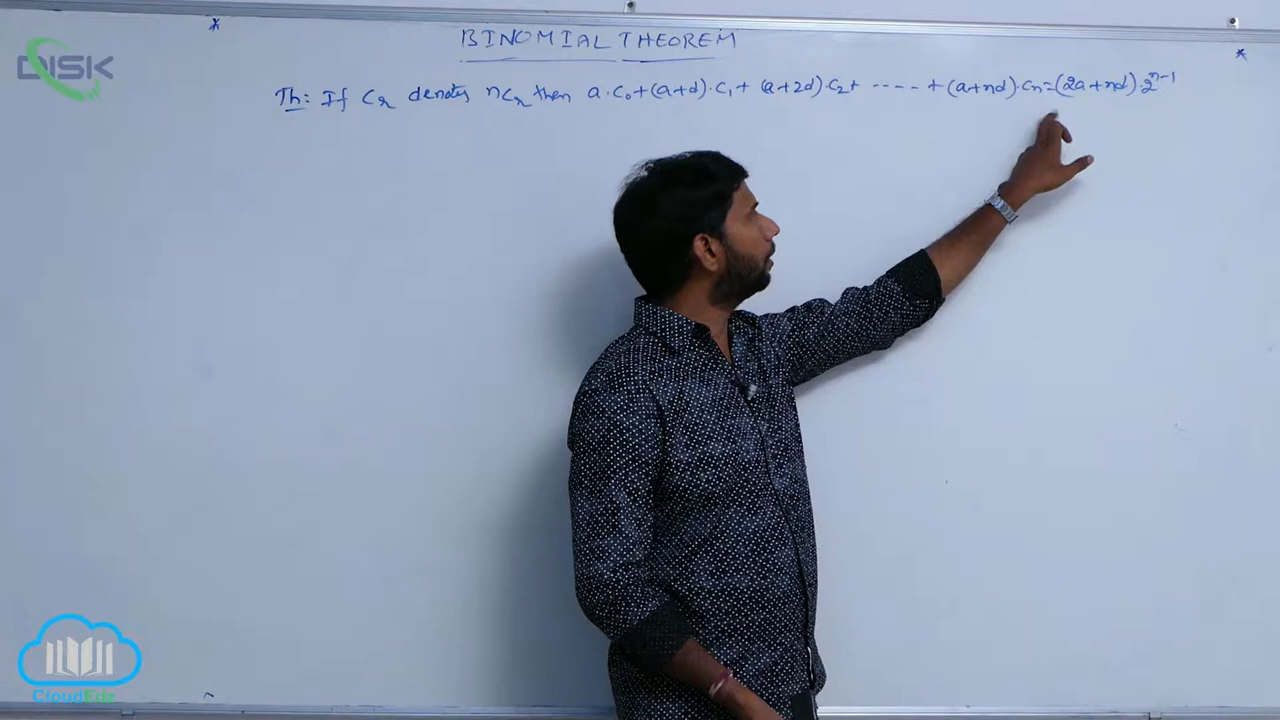 BINOMIAL THEOREM
DISK
Th: If Cr denotes nCr then a.C0+(a+d).C1+(a+2d).C2+ ----- +(a+nd).Cn=(2a+nd)2^n-1
CloudEdz